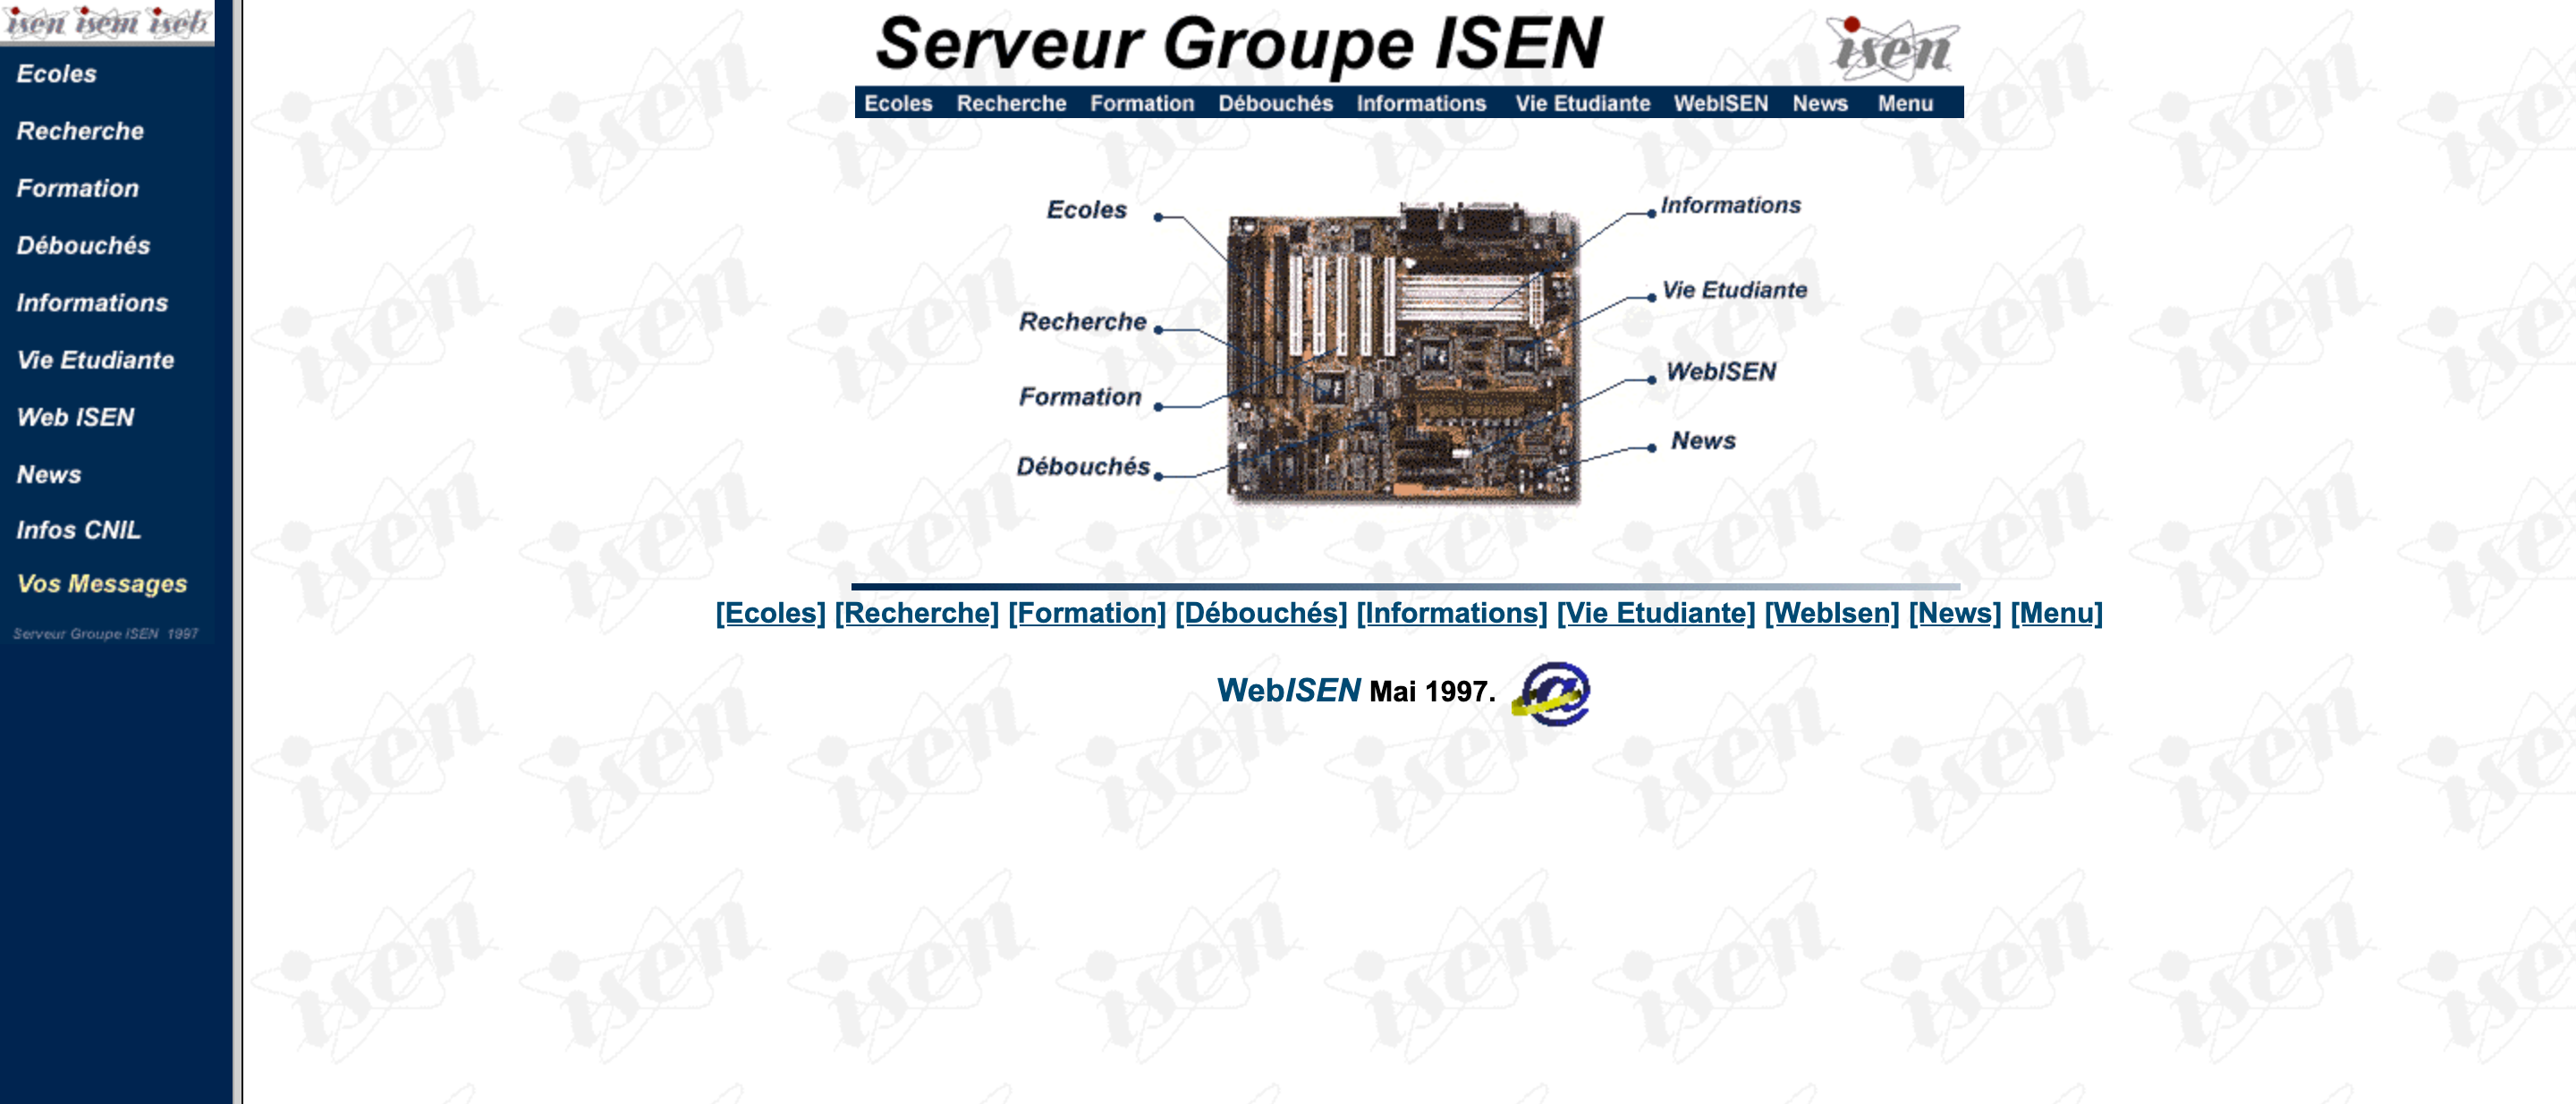 isen isem iseb
Ecoles
Recherche
Formation
Débouchés
Informations
Vie Etudiante
Web ISEN
News
Infos CNIL
Vos Messages
Serveur Groupe ISEN 1997
Serveur Groupe ISEN
isen
Ecoles Recherche Formation Débouchés Informations Vie Etudiante WebISEN News Menu
Ecoles
Recherche
Formation
Débouchés
Informations
Vie Etudiante
WebISEN
News
[Ecoles] [Recherche] [Formation] [Débouchés] [Informations] [Vie Etudiante] [WebIsen] [News] [Menu]
WebISEN Mai 1997.